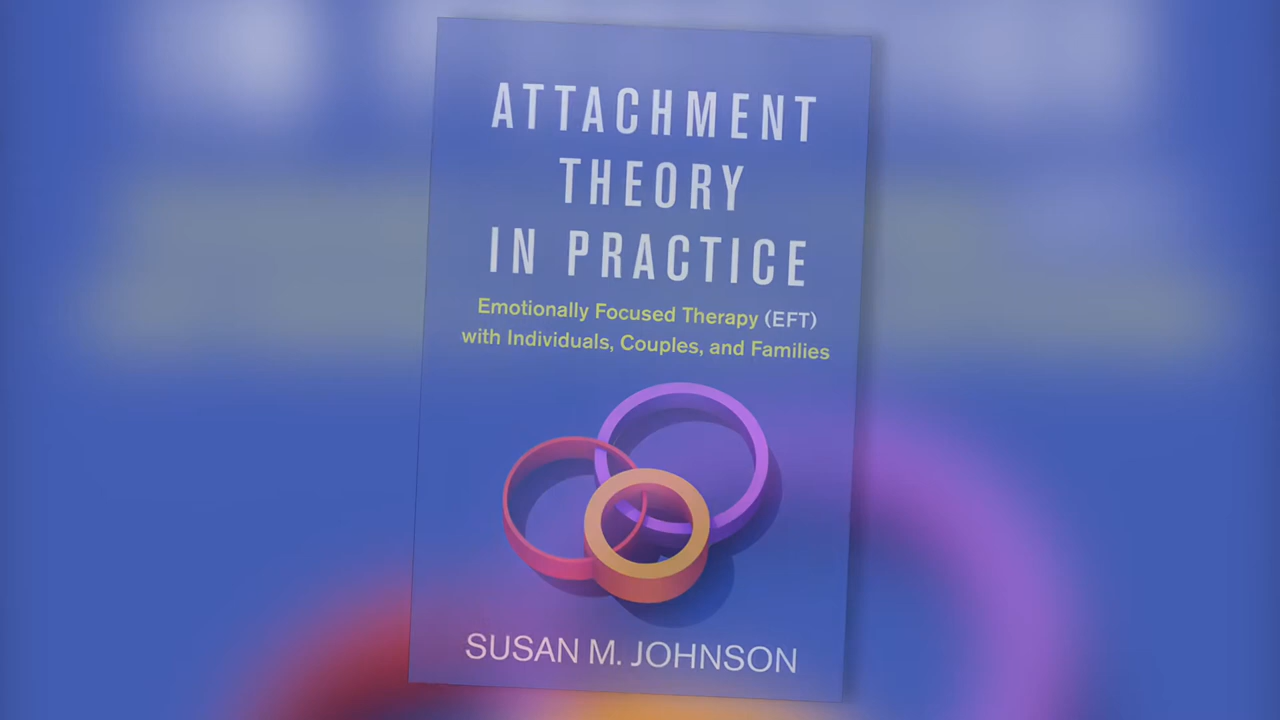 ATTACHMENT
THEORY
IN PRACTICE
Emotionally Focused Therapy (EFT)
with Individuals, Couples, and Families
SUSAN M. JOHNSON